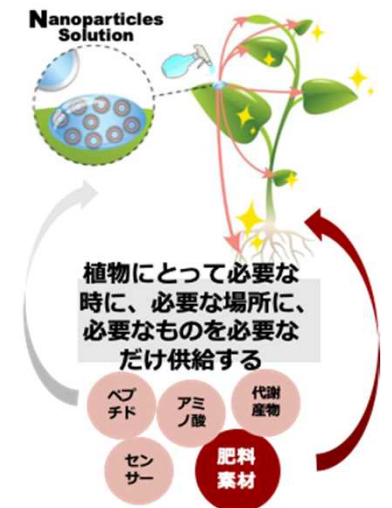 Nanoparticles
Solution
植物にとって必要な
時に、必要な場所に、
必要なものを必要な
だけ供給する
ペプ
チド
アミ
ノ酸
代謝
産物
セン
サー
肥料
素材